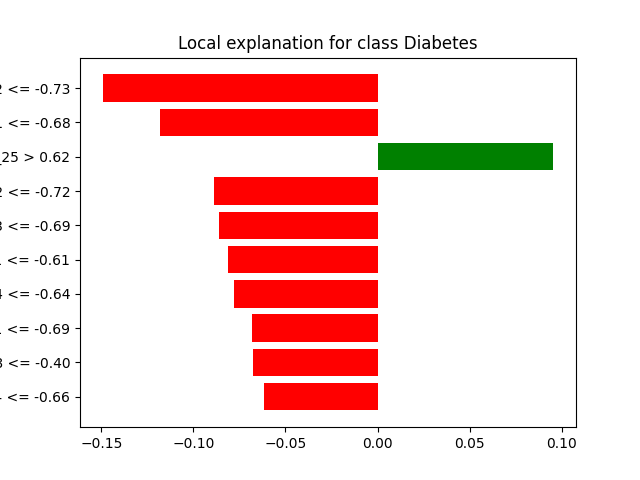 Local explanation for class Diabetes
2 <= -0.73
1 <= -0.68
_25 > 0.62
2 <= -0.72
3 <= -0.69
<= -0.61
4 <= -0.64
<= -0.69
<= -0.40
<= -0.66
−0.15 −0.10 −0.05 0.00 0.05 0.10